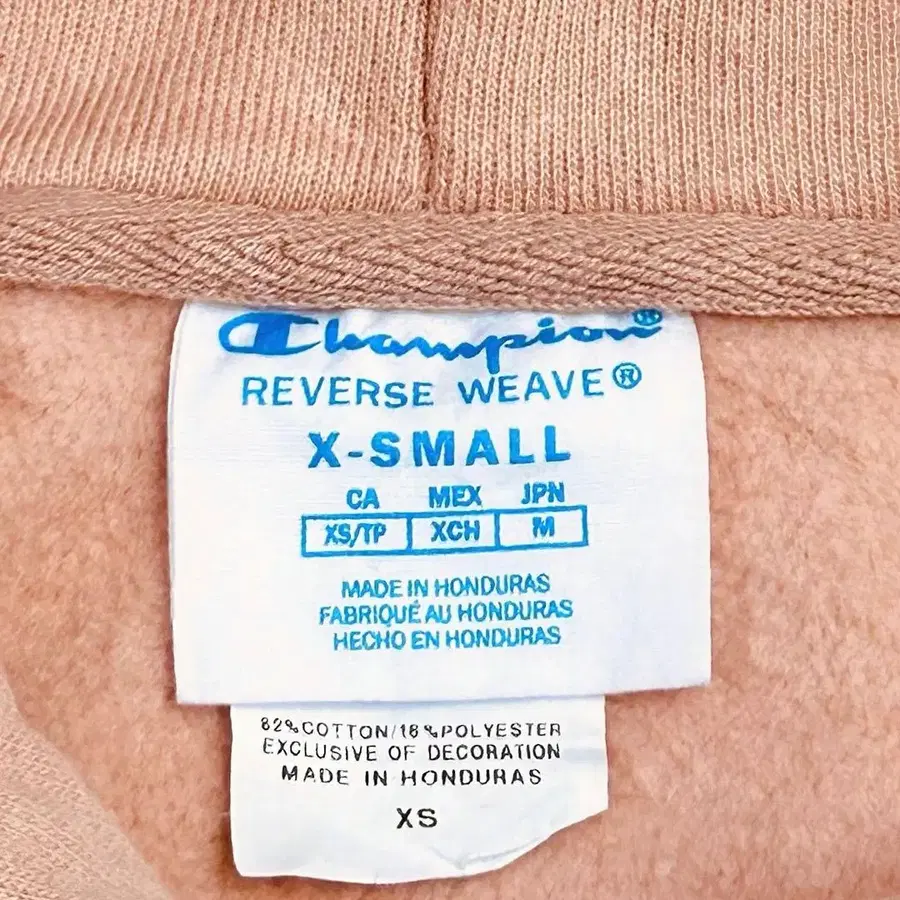 Champion®
REVERSE WEAVE®
X-SMALL
CA MEX JPN
XS/TP XCH M
MADE IN HONDURAS
FABRIQUÉ AU HONDURAS
HECHO EN HONDURAS
82%COTTON/18%POLYESTER
EXCLUSIVE OF DECORATION
MADE IN HONDURAS
XS